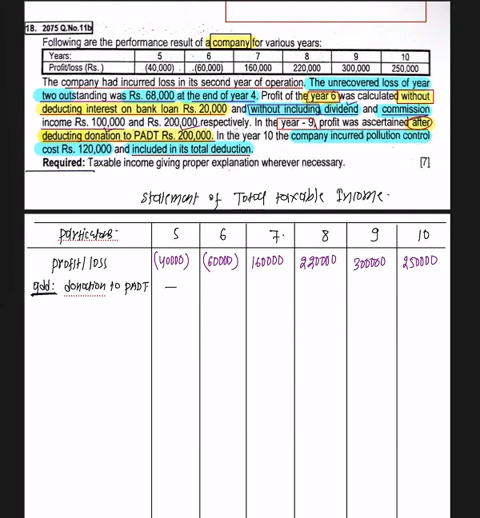 18. 2075 Q.No.11b
Following are the performance result of a company for various years:
Years: 5 6 7 8 9 10
Profit/loss (Rs. ) (40,000) (60,000) 160,000 220,000 300,000 250,000
The company had incurred loss in its second year of operation. The unrecovered loss of year
two outstanding was Rs. 68,000 at the end of year 4. Profit of the year 6 was calculated without
deducting interest on bank loan Rs. 20,000 and without including dividend and commission
income Rs. 100,000 and Rs. 200,000 respectively. In the year - 9, profit was ascertained after
deducting donation to PADT Rs. 200,000. In the year 10 the company incurred pollution control
cost Rs. 120,000 and included in its total deduction.
Required: Taxable income giving proper explanation wherever necessary. [7]
Statement of Total taxable Income.
Particulars: 5 6 7. 8 9 10
profit/loss (40000) (60000) 160000 220000 300000 250000
add: donation to PADT —